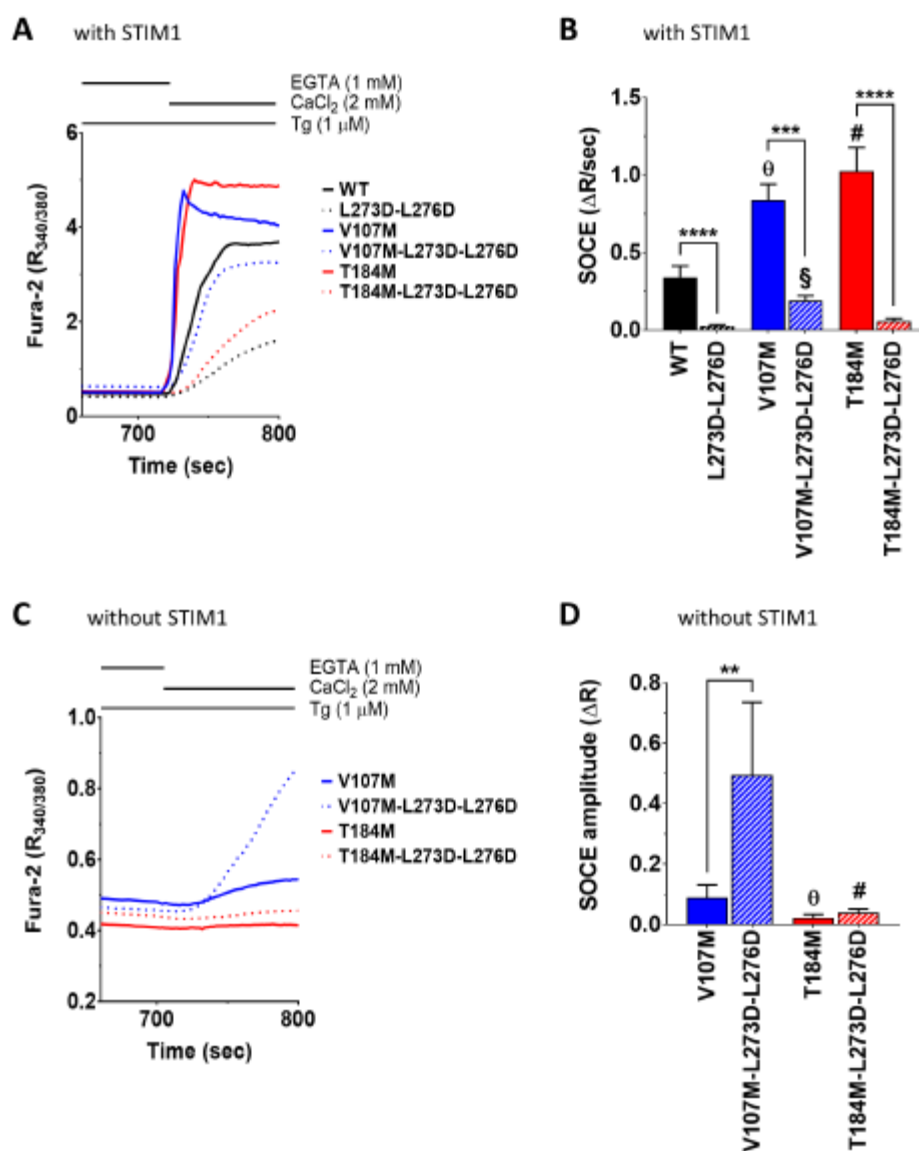 A with STIM1
EGTA (1 mM)
CaCl₂ (2 mM)
Tg (1 μM)
6
4
2
0
Fura-2 (R340/380)
700 800
Time (sec)
WT
L273D-L276D
V107M
V107M-L273D-L276D
T184M
T184M-L273D-L276D
B with STIM1
1.5
1.0
0.5
0.0
SOCE (ΔR/sec)
****
***
****
θ
§
#
WT
L273D-L276D
V107M
V107M-L273D-L276D
T184M
T184M-L273D-L276D
C without STIM1
EGTA (1 mM)
CaCl₂ (2 mM)
Tg (1 μM)
1.0
0.8
0.6
0.4
0.2
Fura-2 (R340/380)
700 800
Time (sec)
V107M
V107M-L273D-L276D
T184M
T184M-L273D-L276D
D without STIM1
0.8
0.6
0.4
0.2
0.0
SOCE amplitude (ΔR)
**
θ
#
V107M
V107M-L273D-L276D
T184M
T184M-L273D-L276D